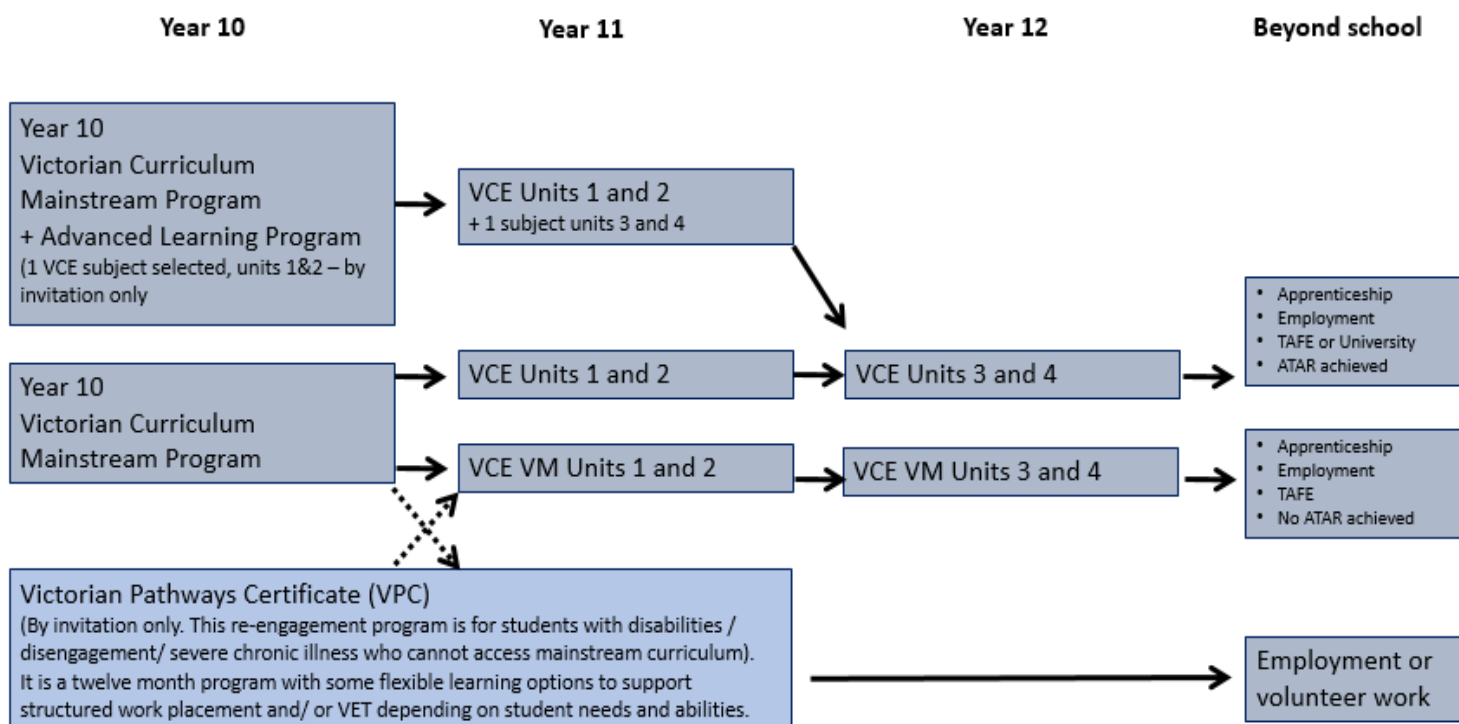 Year 10
Year 11
Year 12
Beyond school
Year 10
Victorian Curriculum
Mainstream Program
+ Advanced Learning Program
(1 VCE subject selected, units 1&2 – by
invitation only
VCE Units 1 and 2
+ 1 subject units 3 and 4
Year 10
Victorian Curriculum
Mainstream Program
VCE Units 1 and 2
VCE Units 3 and 4
• Apprenticeship
• Employment
• TAFE or University
• ATAR achieved
VCE VM Units 1 and 2
VCE VM Units 3 and 4
• Apprenticeship
• Employment
• TAFE
• No ATAR achieved
Victorian Pathways Certificate (VPC)
(By invitation only. This re-engagement program is for students with disabilities /
disengagement/ severe chronic illness who cannot access mainstream curriculum).
It is a twelve month program with some flexible learning options to support
structured work placement and/ or VET depending on student needs and abilities.
Employment or
volunteer work